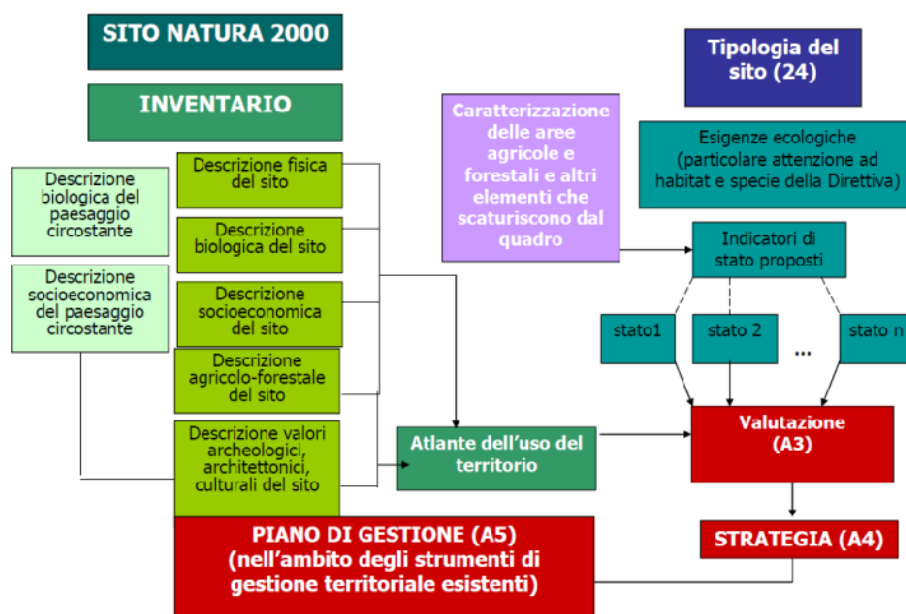 SITO NATURA 2000
INVENTARIO
Descrizione
biologica del
paesaggio
circostante
Descrizione
socioeconomica
del paesaggio
circostante
Descrizione fisica
del sito
Descrizione
biologica del sito
Descrizione
socioeconomica
del sito
Descrizione
agricolo-forestale
del sito
Descrizione valori
archeologici,
architettonici,
culturali del sito
Caratterizzazione
delle aree
agricole e
forestali e altri
elementi che
scaturiscono dal
quadro
Tipologia del
sito (24)
Esigenze ecologiche
(particolare attenzione ad
habitat e specie della Direttiva)
Indicatori di
stato proposti
stato1
stato 2
...
stato n
Atlante dell'uso del
territorio
Valutazione
(A3)
STRATEGIA (A4)
PIANO DI GESTIONE (A5)
(nell'ambito degli strumenti di
gestione territoriale esistenti)